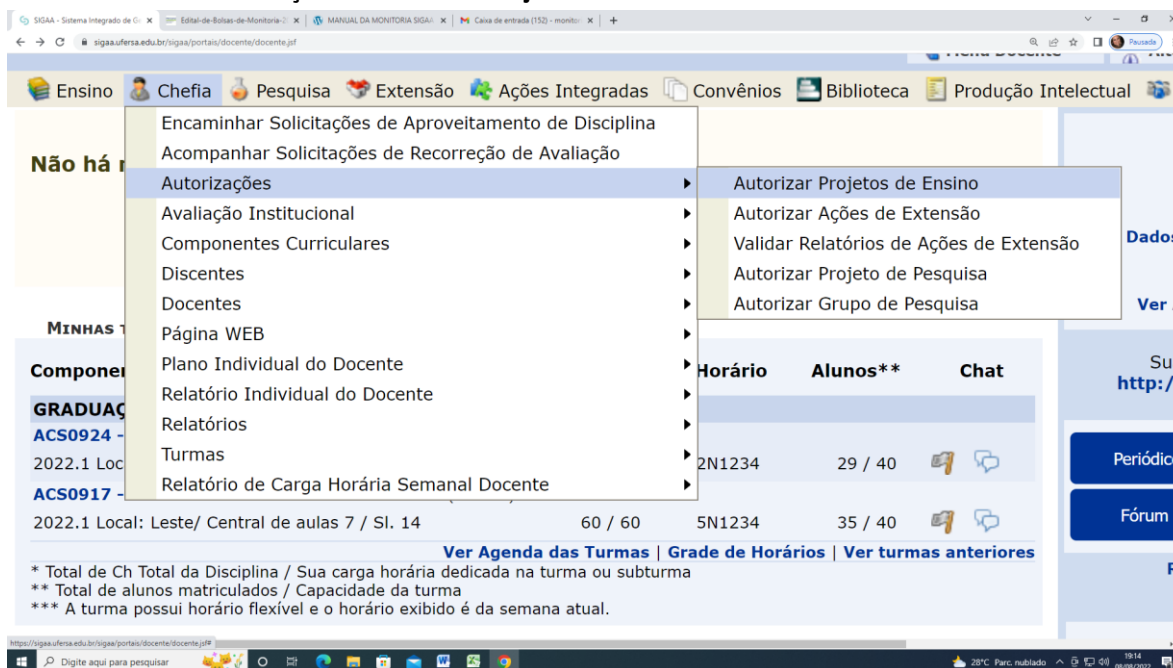 SIGAA - Sistema Integrado de Ge
Edital-de-Bolsas-de-Monitoria-2
MANUAL DA MONITORIA SIGAA
Caixa de entrada (152) - monitor
sigaa.ufersa.edu.br/sigaa/portais/docente/docente.jsf
Pausada
Menu Docente
Ensino Chefia Pesquisa Extensão Ações Integradas Convênios Biblioteca Produção Intelectual
Encaminhar Solicitações de Aproveitamento de Disciplina
Acompanhar Solicitações de Recorreção de Avaliação
Não há
Autorizações
Autorizar Projetos de Ensino
Avaliação Institucional
Autorizar Ações de Extensão
Componentes Curriculares
Validar Relatórios de Ações de Extensão
Dados
Discentes
Autorizar Projeto de Pesquisa
Docentes
Autorizar Grupo de Pesquisa
Ver
MINHAS
Página WEB
Plano Individual do Docente
Relatório Individual do Docente
Relatórios
Turmas
Relatório de Carga Horária Semanal Docente
Compone Horário Alunos** Chat
GRADUAÇ
ACS0924 -
2022.1 Loc 2N1234 29 / 40
ACS0917 -
2022.1 Local: Leste/ Central de aulas 7 / Sl. 14 60 / 60 5N1234 35 / 40
Ver Agenda das Turmas | Grade de Horários | Ver turmas anteriores
* Total de Ch Total da Disciplina / Sua carga horária dedicada na turma ou subturma
** Total de alunos matriculados / Capacidade da turma
*** A turma possui horário flexível e o horário exibido é da semana atual.
Su
http:/
Periódico
Fórum
https://sigaa.ufersa.edu.br/sigaa/portais/docente/docente.jsf#
Digite aqui para pesquisar
28°C Parc. nublado
19:14